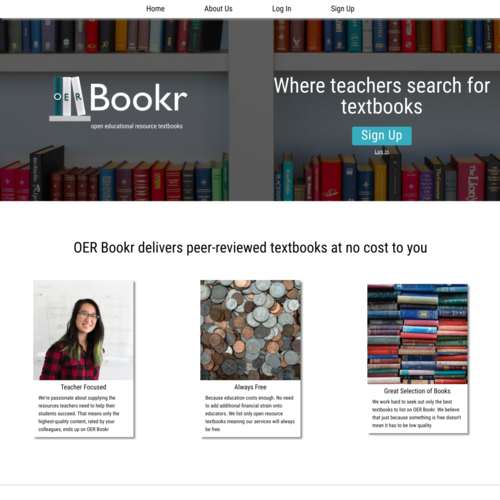 Home About Us Log In Sign Up
OER Bookr
open educational resource textbooks
Where teachers search for
textbooks
Sign Up
Log In
OER Bookr delivers peer-reviewed textbooks at no cost to you
Teacher Focused
We're passionate about supplying the
resources teachers need to help their
students succeed. That means only the
highest-quality content, rated by your
colleagues, ends up on OER Bookr
Always Free
Because education costs enough. No need
to add additional financial strain onto
educators. We list only open resource
textbooks meaning our services will always
be free.
Great Selection of Books
We work hard to seek out only the best
textbooks to list on OER Bookr. We believe
that just because something is free doesn't
mean it has to be low quality.